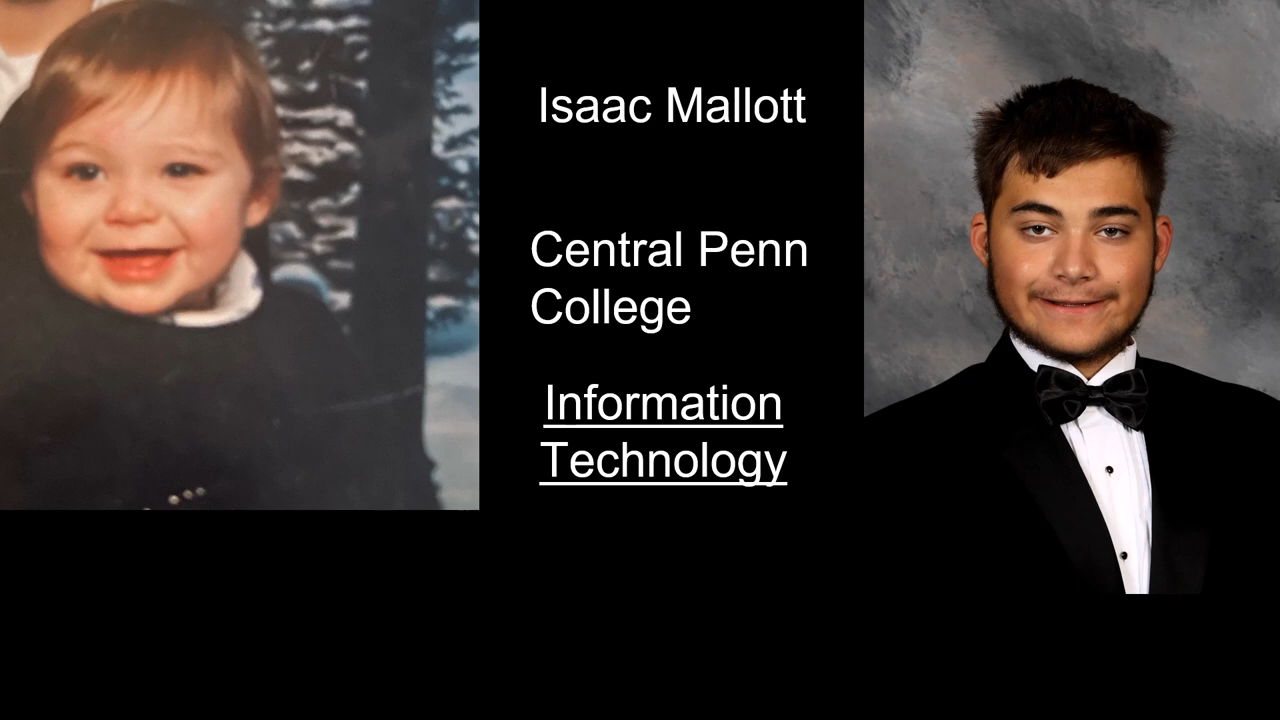 Isaac Mallott
Central Penn
College
Information
Technology